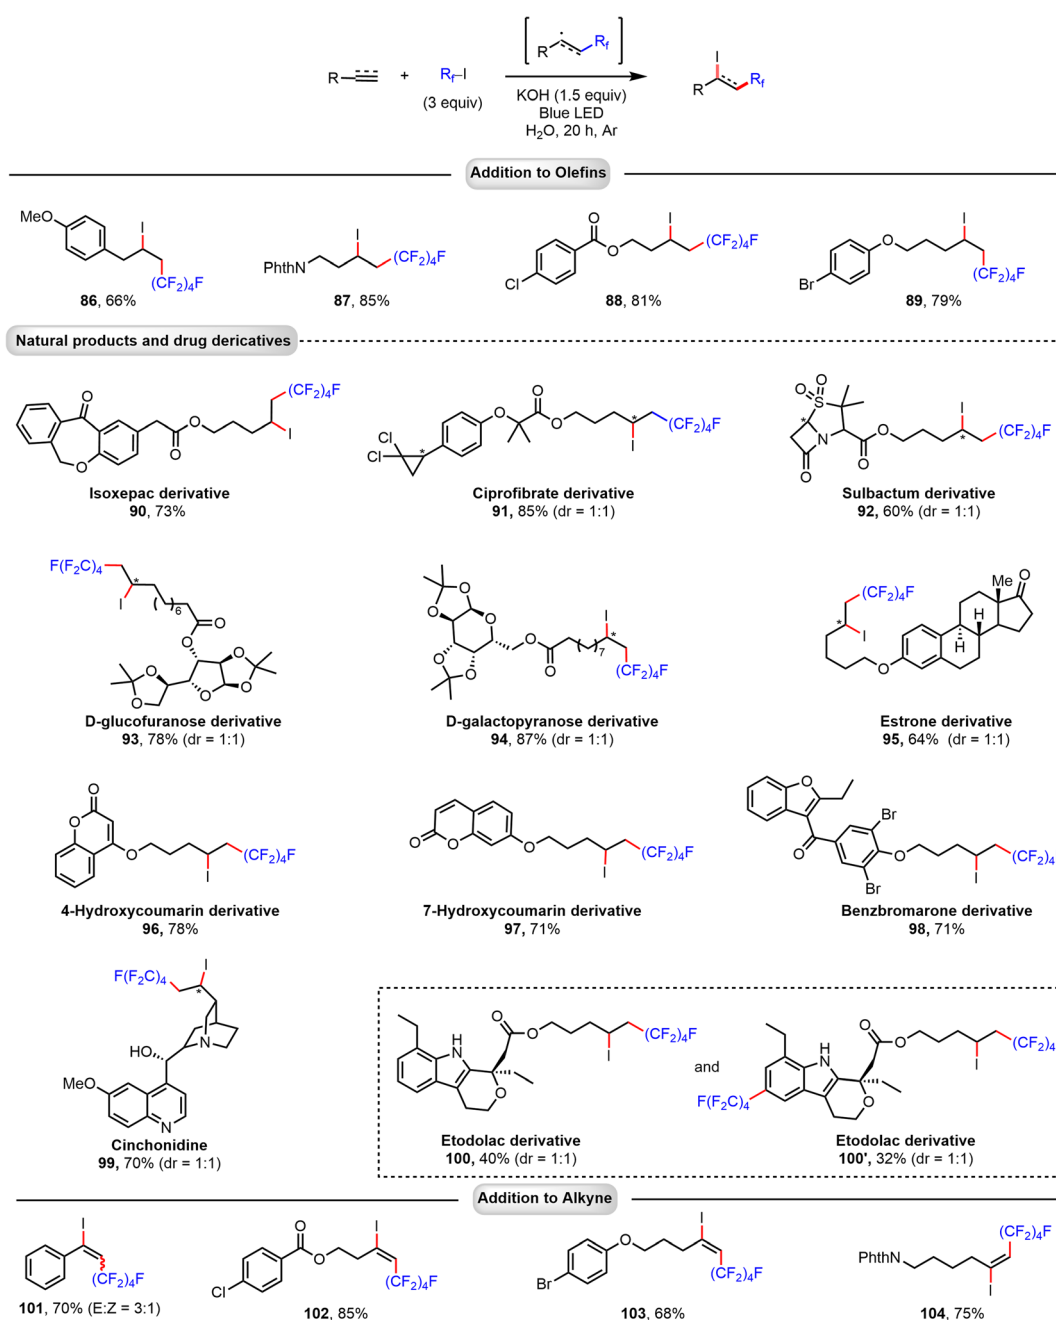 R + Rf–I
(3 equiv)
R Rf
KOH (1.5 equiv)
Blue LED
H2O, 20 h, Ar
I
R Rf
Addition to Olefins
MeO I (CF2)4F
86, 66%
PhthN I (CF2)4F
87, 85%
Cl O O I (CF2)4F
88, 81%
Br O I (CF2)4F
89, 79%
Natural products and drug dericatives
O O O O I (CF2)4F
Isoxepac derivative
90, 73%
Cl Cl * O O O * I (CF2)4F
Ciprofibrate derivative
91, 85% (dr = 1:1)
O O S * N O O O I * (CF2)4F
Sulbactum derivative
92, 60% (dr = 1:1)
F(F2C)4 * I ( )6 O O O O O O O
D-glucofuranose derivative
93, 78% (dr = 1:1)
O O O O O O O ( )7 I * (CF2)4F
D-galactopyranose derivative
94, 87% (dr = 1:1)
(CF2)4F * I O Me O H H H
Estrone derivative
95, 64% (dr = 1:1)
O O O I (CF2)4F
4-Hydroxycoumarin derivative
96, 78%
O O O I (CF2)4F
7-Hydroxycoumarin derivative
97, 71%
O O Br Br O I (CF2)4
Benzbromarone derivative
98, 71%
F(F2C)4 I * N HO MeO N
Cinchonidine
99, 70% (dr = 1:1)
H N O O O I (CF2)4F
Etodolac derivative
100, 40% (dr = 1:1)
and
F(F2C)4 H N O O O I (CF2)4
Etodolac derivative
100', 32% (dr = 1:1)
Addition to Alkyne
I (CF2)4F
101, 70% (E:Z = 3:1)
Cl O O I (CF2)4F
102, 85%
Br O I (CF2)4F
103, 68%
PhthN I (CF2)4F
104, 75%